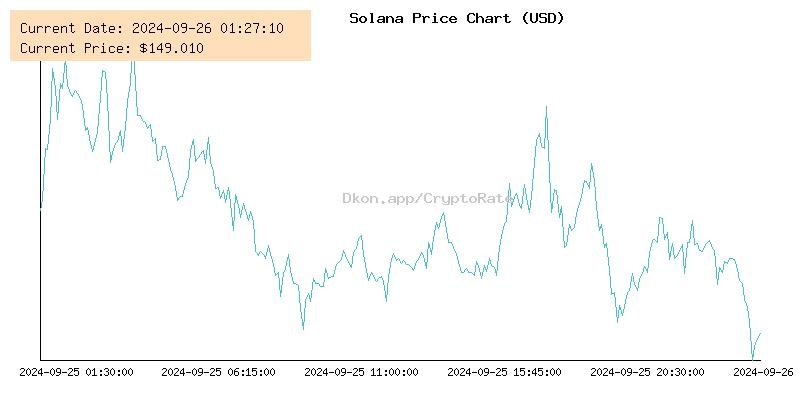 Solana Price Chart (USD)
Current Date: 2024-09-26 01:27:10
Current Price: $149.010
Dkon.app/CryptoRate
2024-09-25 01:30:00 2024-09-25 06:15:00 2024-09-25 11:00:00 2024-09-25 15:45:00 2024-09-25 20:30:00 2024-09-26